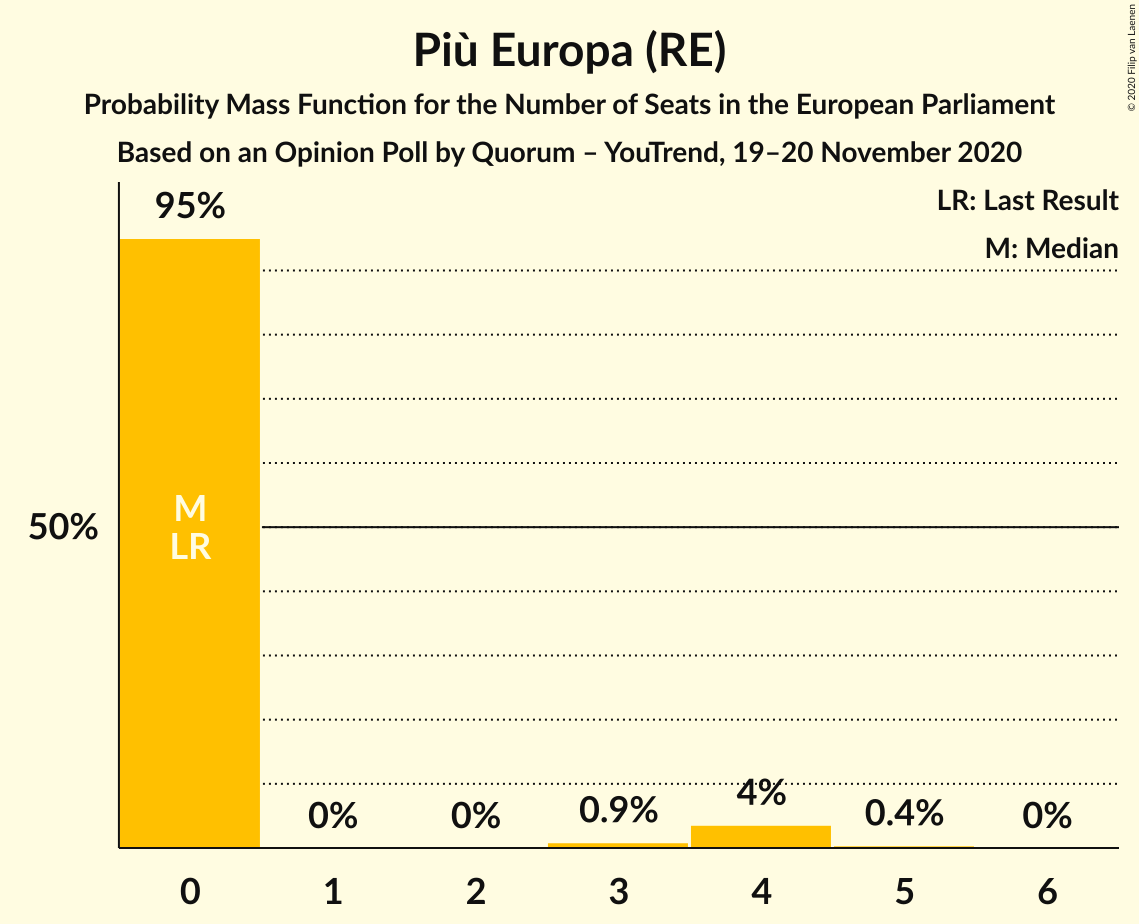 Più Europa (RE)
Probability Mass Function for the Number of Seats in the European Parliament
Based on an Opinion Poll by Quorum – YouTrend, 19–20 November 2020
© 2020 Filip van Laenen
LR: Last Result
M: Median
95%
50%
M
LR
0%
0%
0.9%
4%
0.4%
0%
0
1
2
3
4
5
6